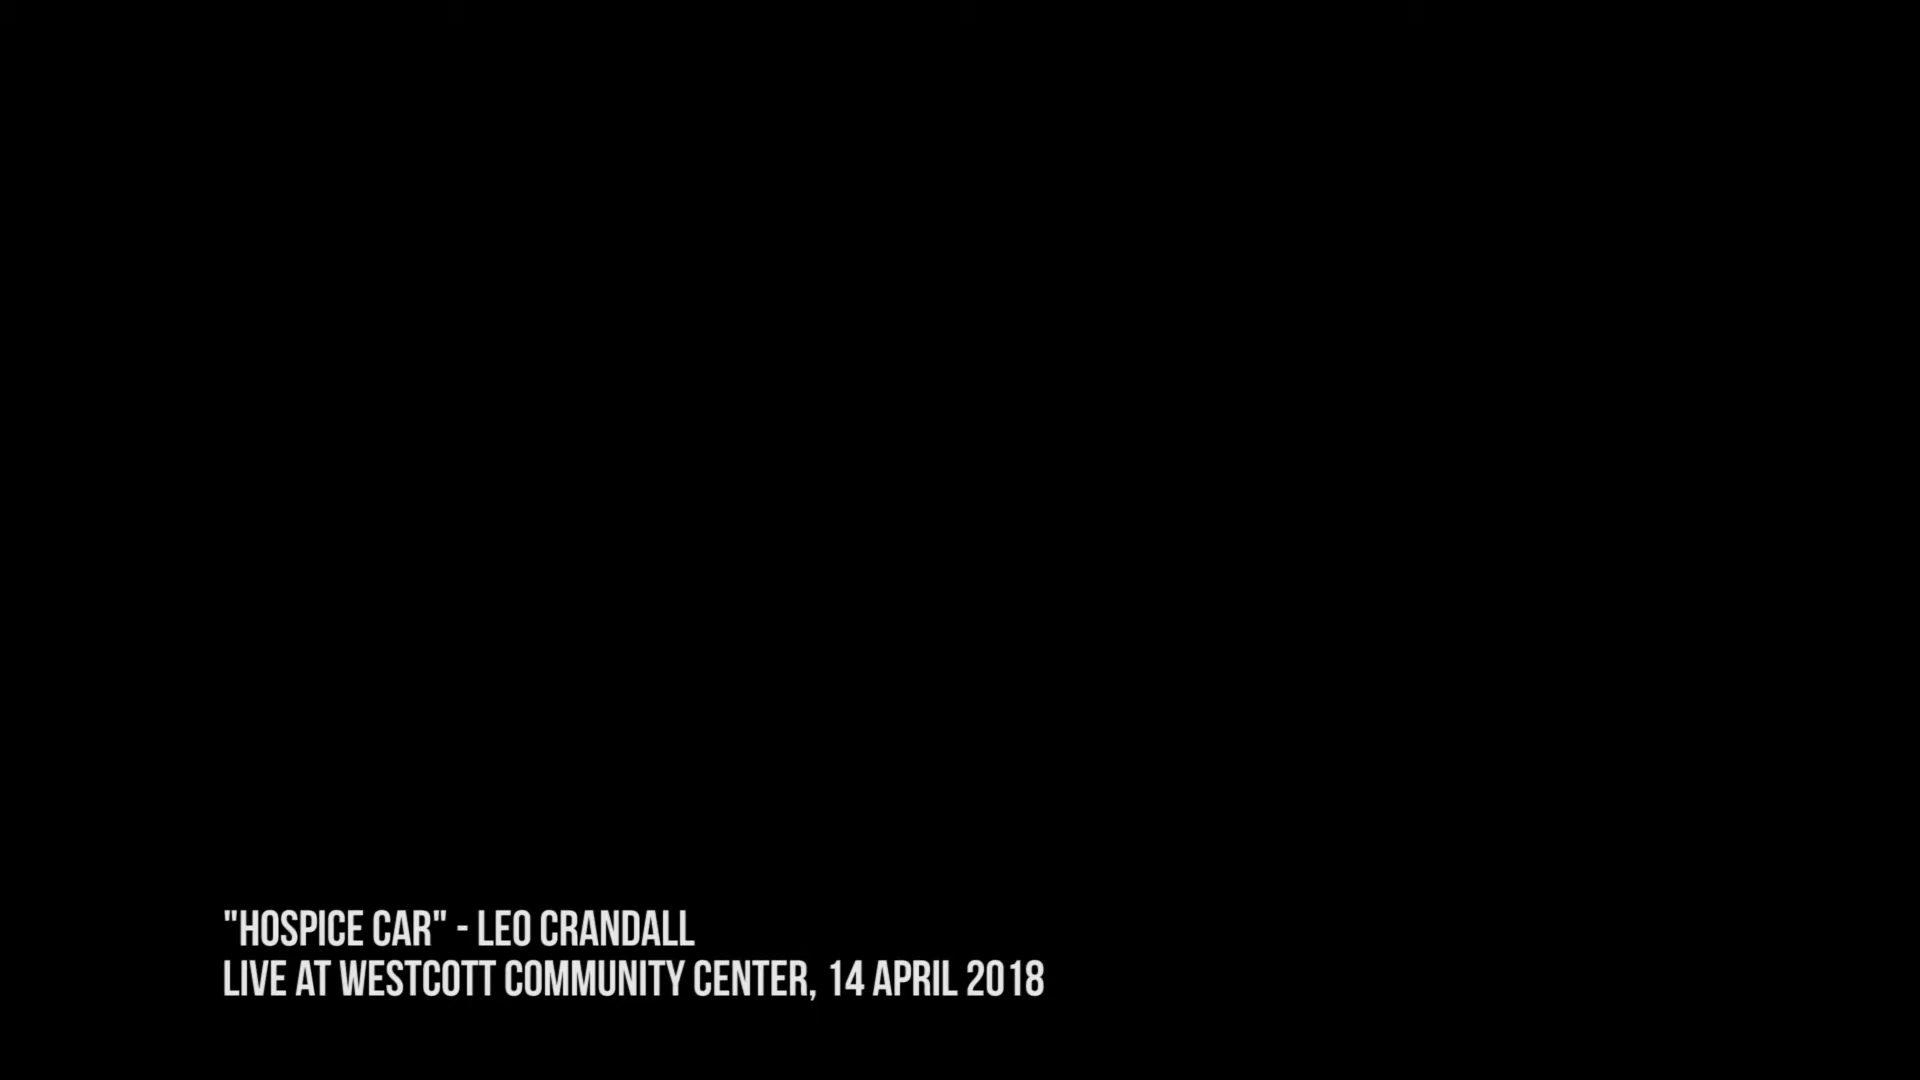 "HOSPICE CAR" - LEO CRANDALL
LIVE AT WESTCOTT COMMUNITY CENTER, 14 APRIL 2018